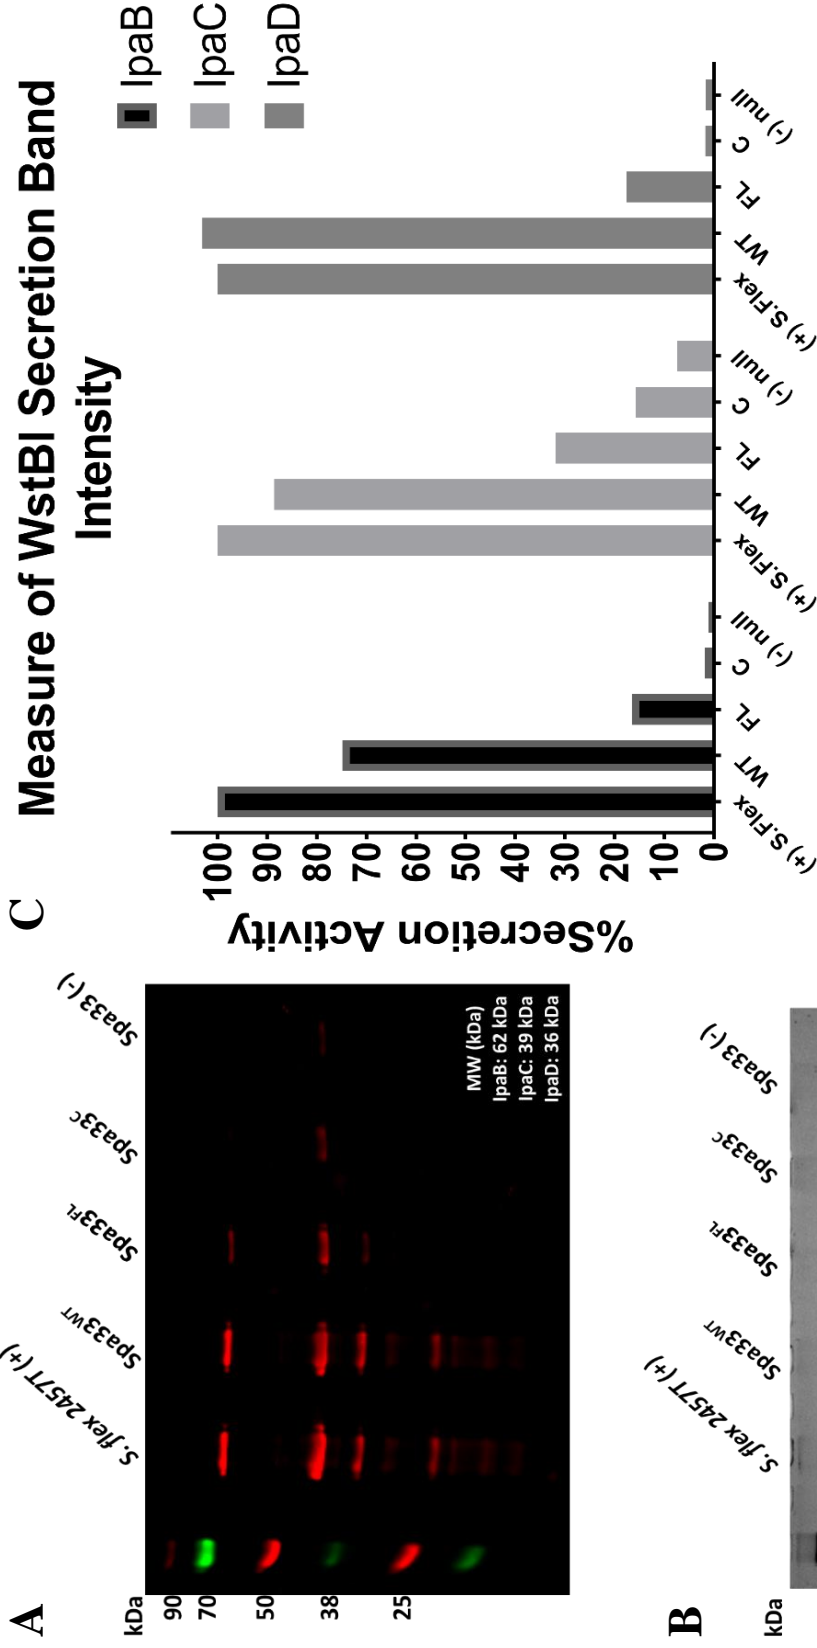 A
kDa
S. flex 2457T (+)
Spa33WT
Spa33FL
Spa33C
Spa33 (-)
90
70
50
38
25
MW (kDa)
IpaB: 62 kDa
IpaC: 39 kDa
IpaD: 36 kDa
B
kDa
S. flex 2457T (+)
Spa33WT
Spa33FL
Spa33C
Spa33 (-)
C
Measure of WstBl Secretion Band
Intensity
IpaB
IpaC
IpaD
%Secretion Activity
100
90
80
70
60
50
40
30
20
10
0
(+) S.Flex
WT
FL
C
(-) null
(+) S.Flex
WT
FL
C
(-) null
(+) S.Flex
WT
FL
C
(-) null